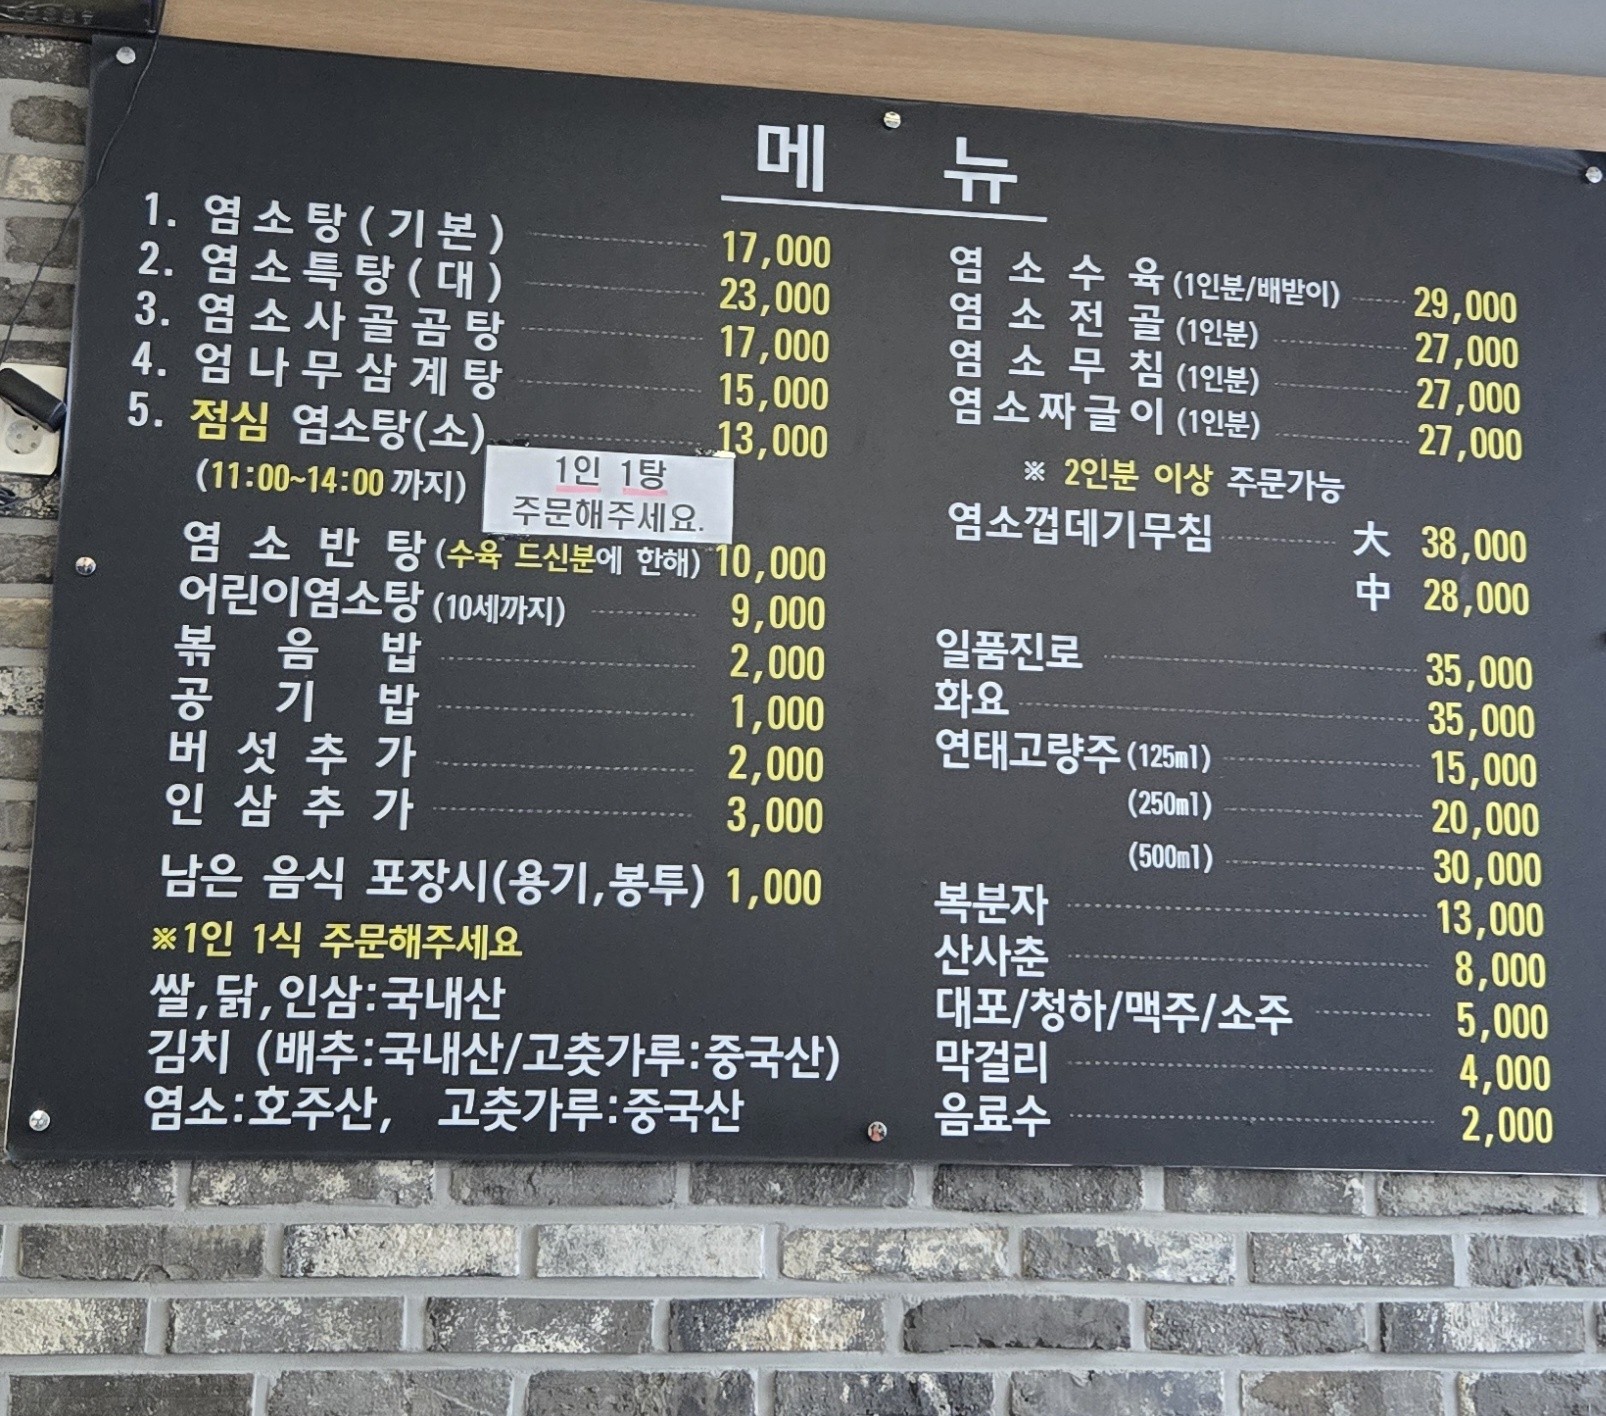 메 뉴
1. 염소탕(기본) 17,000
2. 염소특탕(대) 23,000
3. 염소사골곰탕 17,000
4. 엄나무삼계탕 15,000
5. 점심 염소탕(소) 13,000
(11:00~14:00 까지)
1인 1탕
주문해주세요.
염소반탕(수육 드신분에 한해) 10,000
어린이염소탕(10세까지) 9,000
볶음밥 2,000
공기밥 1,000
버섯추가 2,000
인삼추가 3,000
남은 음식 포장시(용기,봉투) 1,000
※1인 1식 주문해주세요
쌀,닭,인삼:국내산
김치 (배추:국내산/고춧가루:중국산)
염소:호주산, 고춧가루:중국산
염소수육(1인분/배받이) 29,000
염소전골(1인분) 27,000
염소무침(1인분) 27,000
염소짜글이(1인분) 27,000
※ 2인분 이상 주문가능
염소껍데기무침 大 38,000
中 28,000
일품진로 35,000
화요 35,000
연태고량주(125ml) 15,000
(250ml) 20,000
(500ml) 30,000
복분자 13,000
산사춘 8,000
대포/청하/맥주/소주 5,000
막걸리 4,000
음료수 2,000